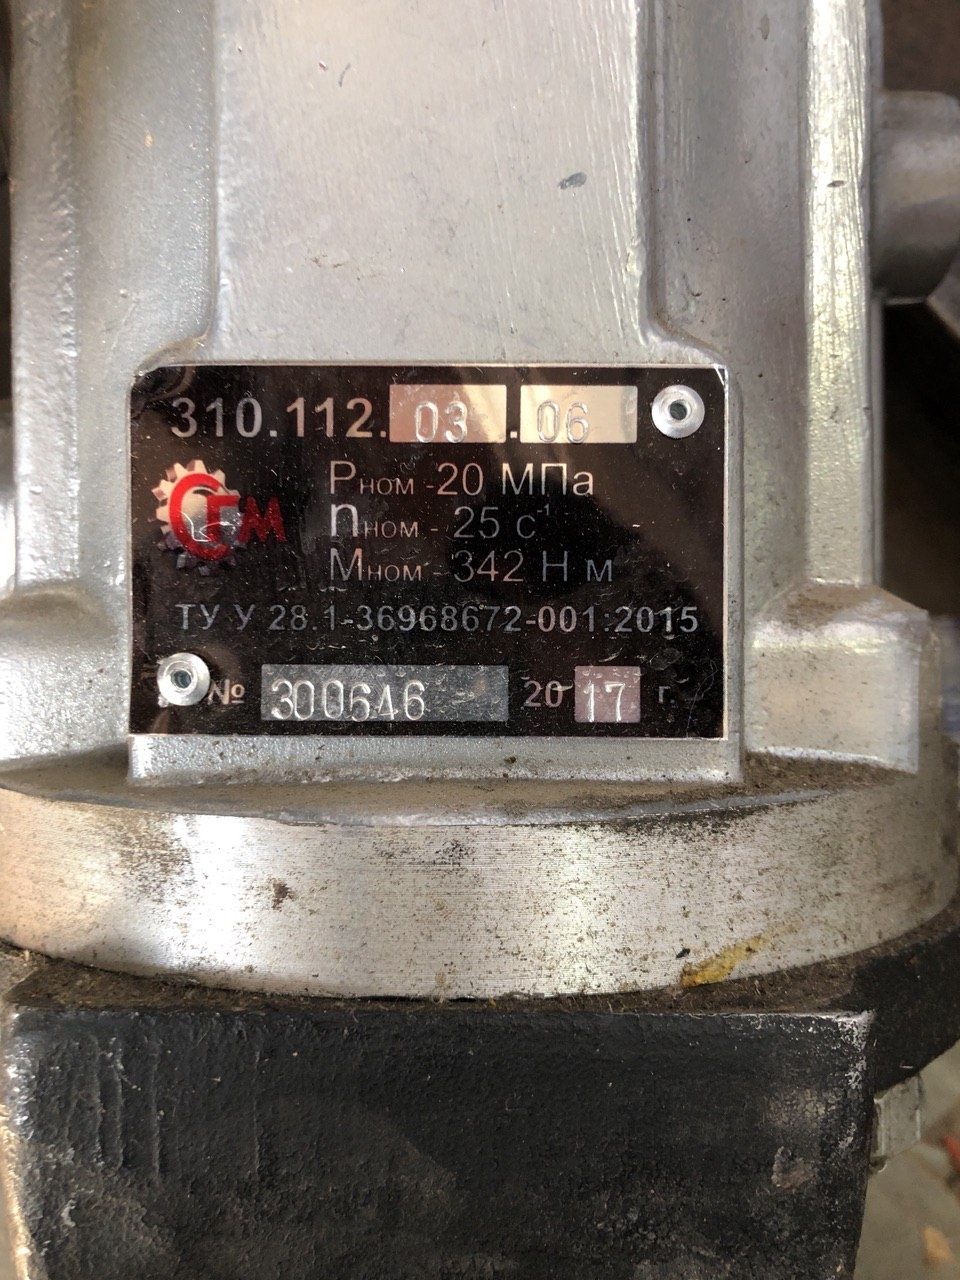 310.112.03.06
СГМ
Рном -20 МПа
nном - 25 с⁻¹
Мном - 342 Н м
ТУ У 28.1-36968672-001:2015
№ 300646 2017 г.